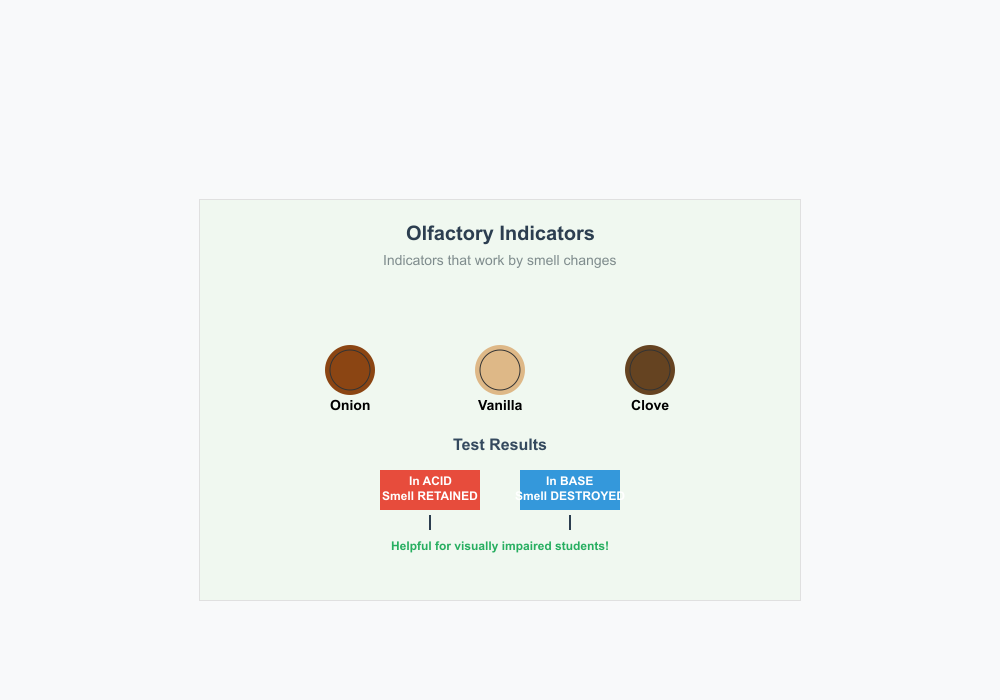 Olfactory Indicators
Indicators that work by smell changes
Onion Vanilla Clove
Test Results
In ACID
Smell RETAINED
In BASE
Smell DESTROYED
Helpful for visually impaired students!